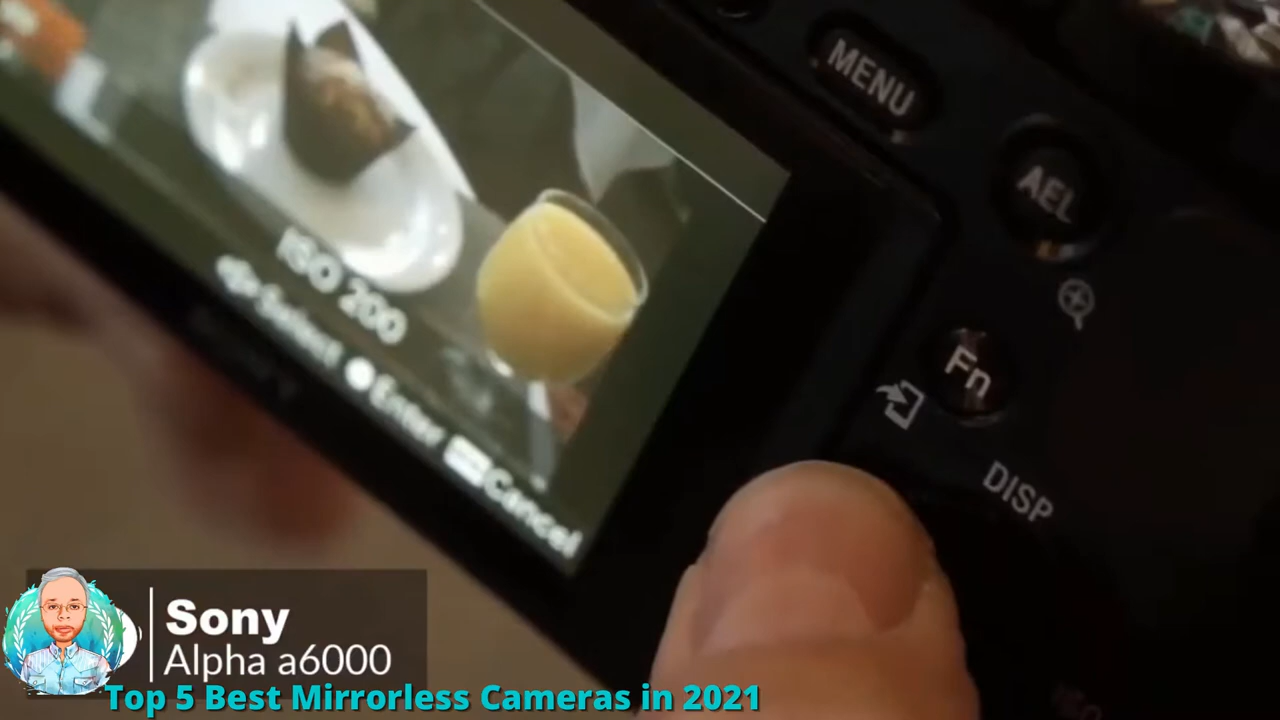 MENU
AEL
Fn
DISP
ISO 200
Select Enter Cancel
Sony
Alpha a6000
Top 5 Best Mirrorless Cameras in 2021